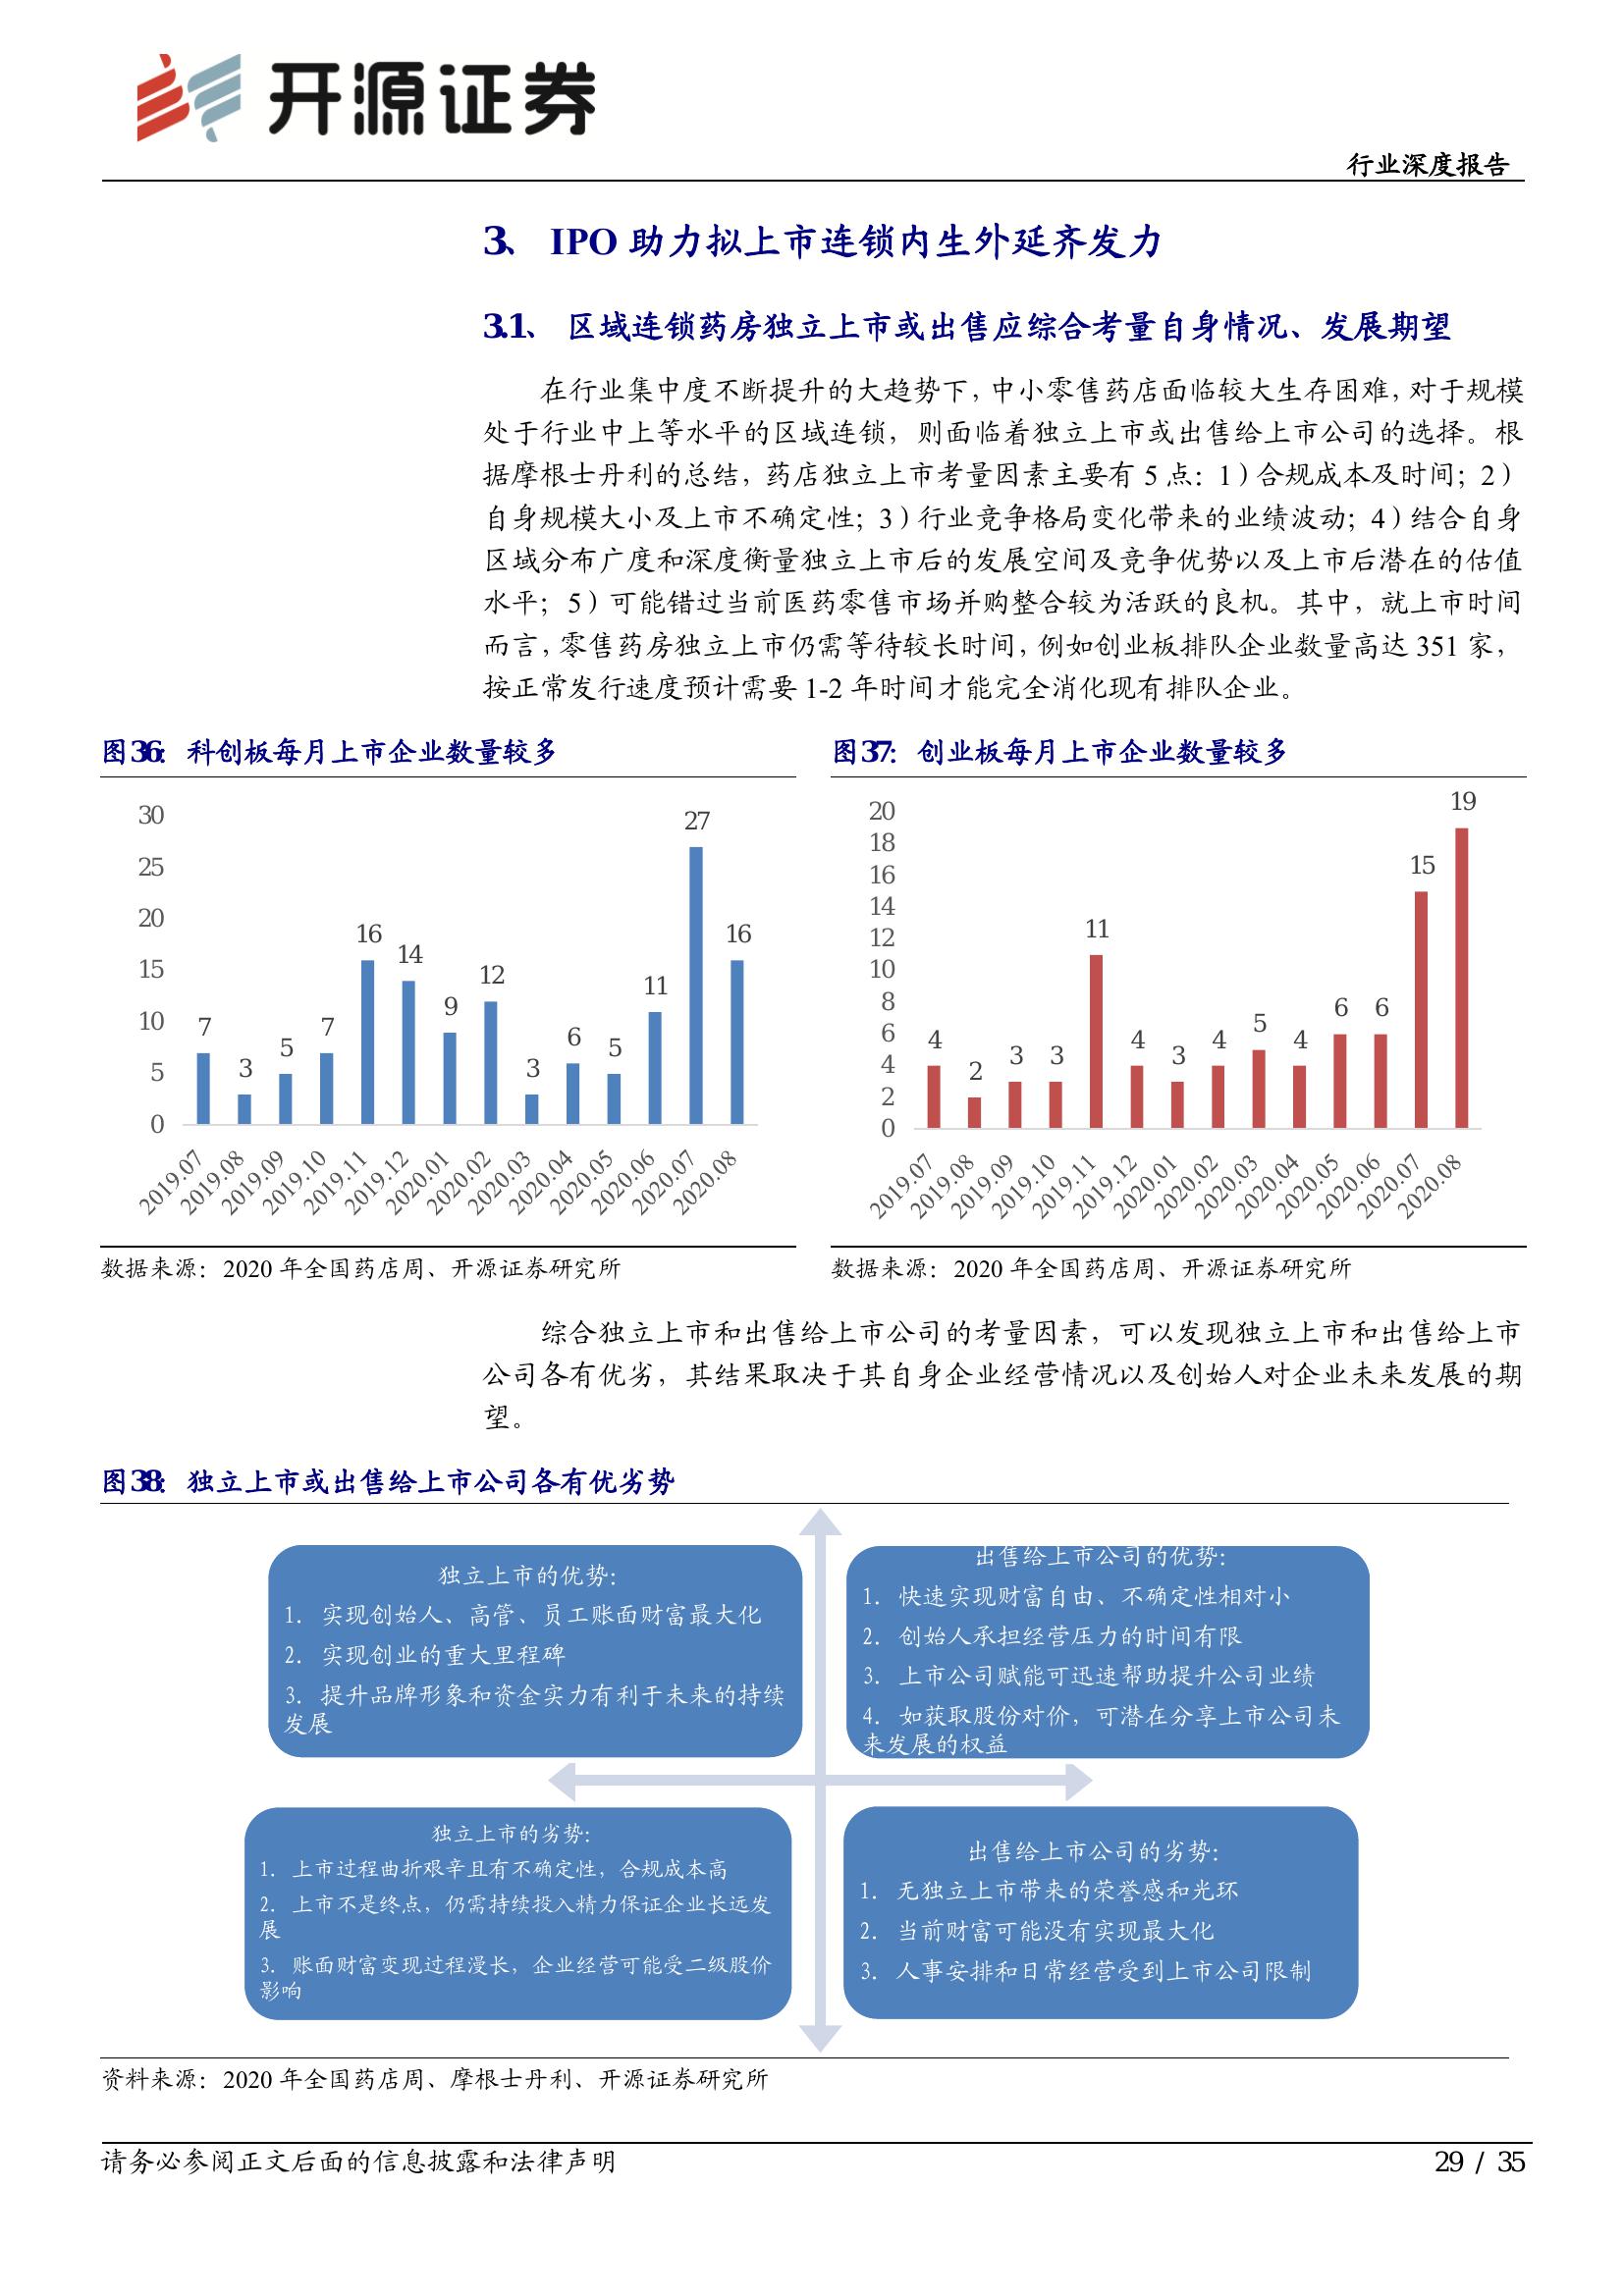 开源证券
行业深度报告
3、 IPO 助力拟上市连锁内生外延齐发力
3.1、 区域连锁药房独立上市或出售应综合考量自身情况、发展期望
在行业集中度不断提升的大趋势下，中小零售药店面临较大生存困难，对于规模
处于行业中上等水平的区域连锁，则面临着独立上市或出售给上市公司的选择。根
据摩根士丹利的总结，药店独立上市考量因素主要有 5 点：1）合规成本及时间；2）
自身规模大小及上市不确定性；3）行业竞争格局变化带来的业绩波动；4）结合自身
区域分布广度和深度衡量独立上市后的发展空间及竞争优势以及上市后潜在的估值
水平；5）可能错过当前医药零售市场并购整合较为活跃的良机。其中，就上市时间
而言，零售药房独立上市仍需等待较长时间，例如创业板排队企业数量高达 351 家，
按正常发行速度预计需要 1-2 年时间才能完全消化现有排队企业。
图36：科创板每月上市企业数量较多
30
25
20
15
10
5
0
7
3
5
7
16
14
9
12
3
6
5
11
27
16
2019.07
2019.08
2019.09
2019.10
2019.11
2019.12
2020.01
2020.02
2020.03
2020.04
2020.05
2020.06
2020.07
2020.08
数据来源：2020 年全国药店周、开源证券研究所
图37：创业板每月上市企业数量较多
20
18
16
14
12
10
8
6
4
2
0
4
2
3
3
11
4
3
4
5
4
6
6
15
19
2019.07
2019.08
2019.09
2019.10
2019.11
2019.12
2020.01
2020.02
2020.03
2020.04
2020.05
2020.06
2020.07
2020.08
数据来源：2020 年全国药店周、开源证券研究所
综合独立上市和出售给上市公司的考量因素，可以发现独立上市和出售给上市
公司各有优劣，其结果取决于其自身企业经营情况以及创始人对企业未来发展的期
望。
图38：独立上市或出售给上市公司各有优劣势
独立上市的优势：
1. 实现创始人、高管、员工账面财富最大化
2. 实现创业的重大里程碑
3. 提升品牌形象和资金实力有利于未来的持续
发展
出售给上市公司的优势：
1. 快速实现财富自由、不确定性相对小
2. 创始人承担经营压力的时间有限
3. 上市公司赋能可迅速帮助提升公司业绩
4. 如获取股份对价，可潜在分享上市公司未
来发展的权益
独立上市的劣势：
1. 上市过程曲折艰辛且有不确定性，合规成本高
2. 上市不是终点，仍需持续投入精力保证企业长远发
展
3. 账面财富变现过程漫长，企业经营可能受二级股价
影响
出售给上市公司的劣势：
1. 无独立上市带来的荣誉感和光环
2. 当前财富可能没有实现最大化
3. 人事安排和日常经营受到上市公司限制
资料来源：2020 年全国药店周、摩根士丹利、开源证券研究所
请务必参阅正文后面的信息披露和法律声明
29 / 35